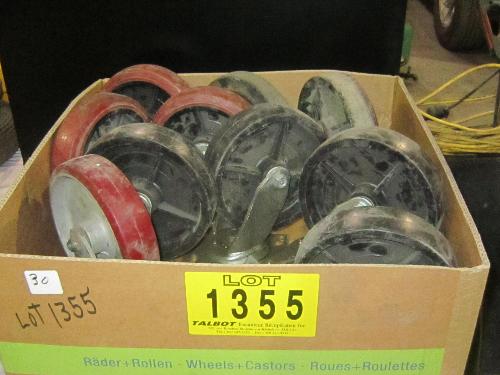 30
LOT 1355
LOT
1355
TALBOT
Räder+Rollen - Wheels+Castors - Roues+Roulettes